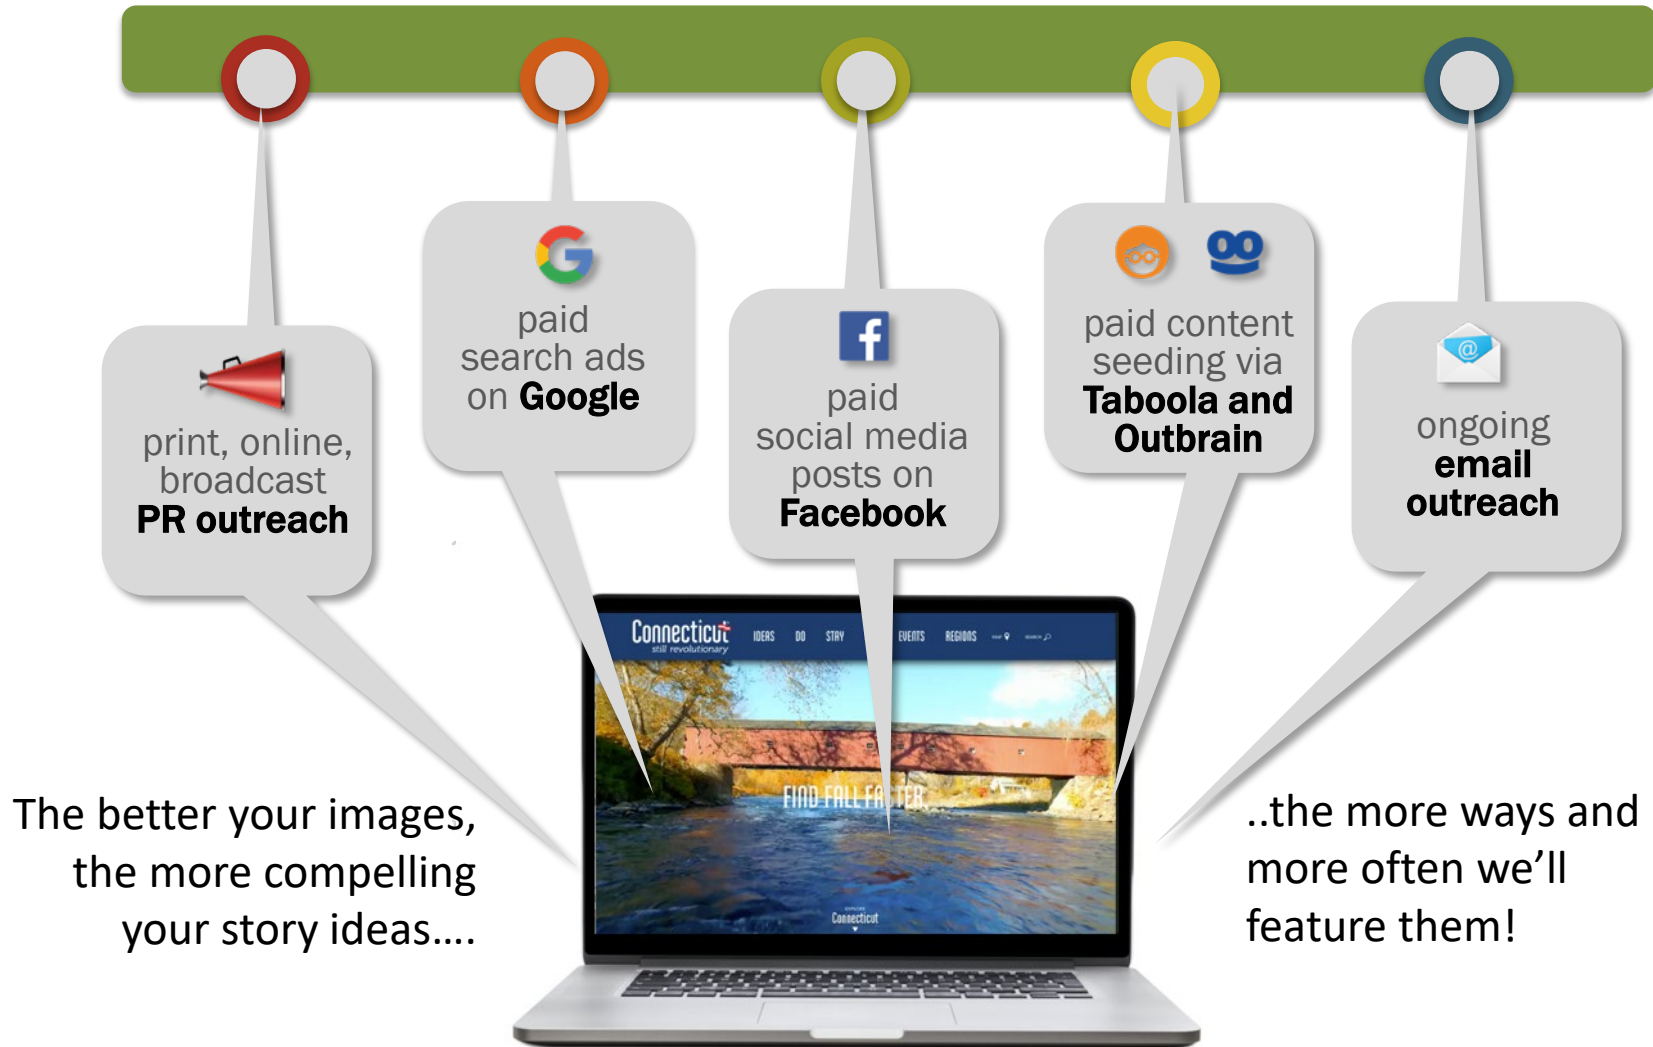 print, online,
broadcast
PR outreach
paid
search ads
on Google
paid
social media
posts on
Facebook
paid content
seeding via
Taboola and
Outbrain
@
ongoing
email
outreach
Connecticut
still revolutionary
IDEAS DO STAY EVENTS REGIONS MAP SEARCH
FIND FALL FASTER.
EXPLORE
Connecticut
The better your images,
the more compelling
your story ideas....
..the more ways and
more often we’ll
feature them!